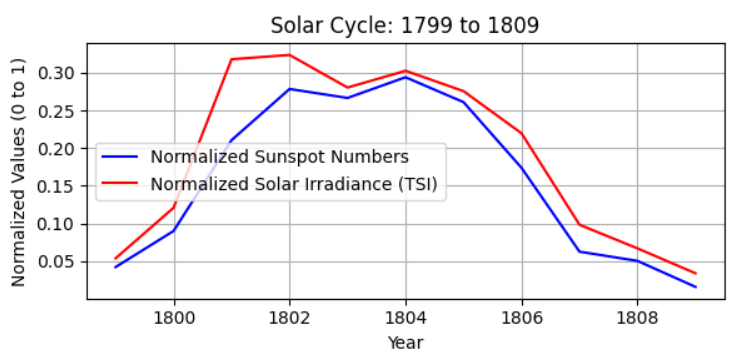 Solar Cycle: 1799 to 1809
Normalized Values (0 to 1)
0.30
0.25
0.20
0.15
0.10
0.05
Normalized Sunspot Numbers
Normalized Solar Irradiance (TSI)
1800 1802 1804 1806 1808
Year